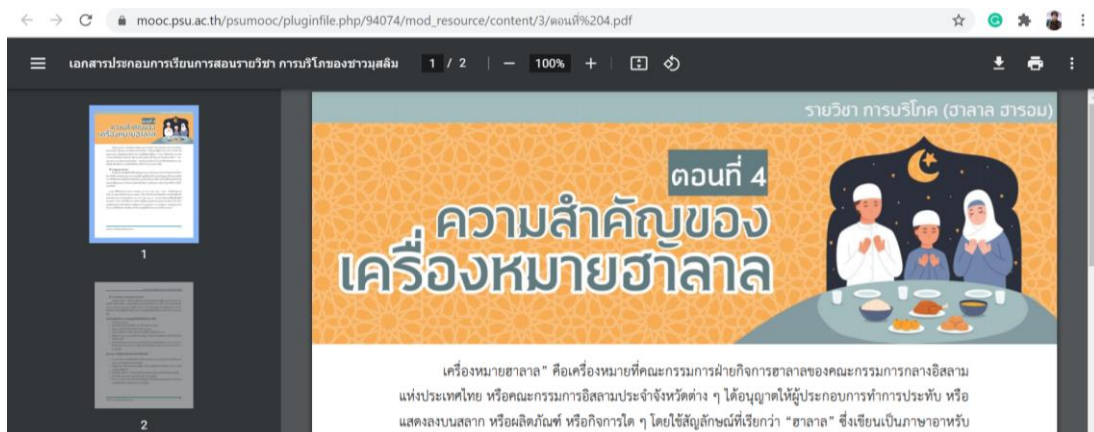 mooc.psu.ac.th/psumooc/pluginfile.php/94074/mod_resource/content/3/ตอนที่%204.pdf
เอกสารประกอบการเรียนการสอนรายวิชา การบริโภของชาวมุสลิม 1 / 2 100%
รายวิชา การบริโภค (ฮาลาล ฮารอม)
ตอนที่ 4
ความสำคัญของ
เครื่องหมายฮาลาล
1
2
เครื่องหมายฮาลาล" คือเครื่องหมายที่คณะกรรมการฝ่ายกิจการฮาลาลของคณะกรรมการกลางอิสลาม
แห่งประเทศไทย หรือคณะกรรมการอิสลามประจำจังหวัดต่าง ๆ ได้อนุญาตให้ผู้ประกอบการทำการประทับ หรือ
แสดงลงบนสลาก หรือผลิตภัณฑ์ หรือกิจการใด ๆ โดยใช้สัญลักษณ์ที่เรียกว่า "ฮาลาล" ซึ่งเขียนเป็นภาษาอาหรับ